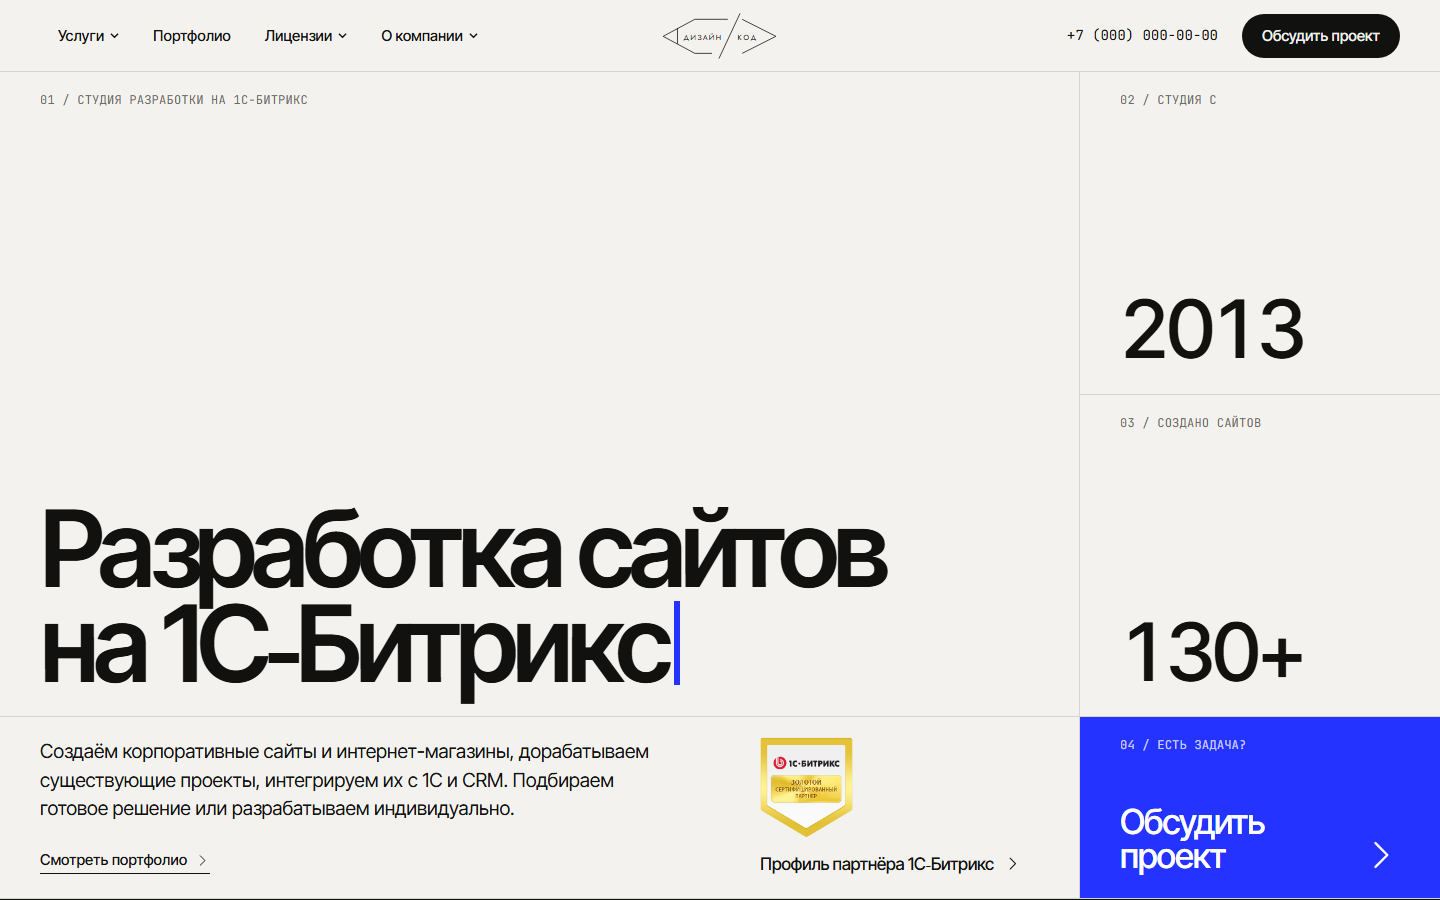 Услуги
Портфолио
Лицензии
О компании
ДИЗАЙН / КОД
+7 (000) 000-00-00
Обсудить проект
01 / СТУДИЯ РАЗРАБОТКИ НА 1С-БИТРИКС
02 / СТУДИЯ С
2013
03 / СОЗДАНО САЙТОВ
130+
Разработка сайтов
на 1С-Битрикс
Создаём корпоративные сайты и интернет-магазины, дорабатываем
существующие проекты, интегрируем их с 1С и CRM. Подбираем
готовое решение или разрабатываем индивидуально.
Смотреть портфолио
1С-БИТРИКС
ЗОЛОТОЙ
СЕРТИФИЦИРОВАННЫЙ
ПАРТНЁР
Профиль партнёра 1С-Битрикс
04 / ЕСТЬ ЗАДАЧА?
Обсудить
проект